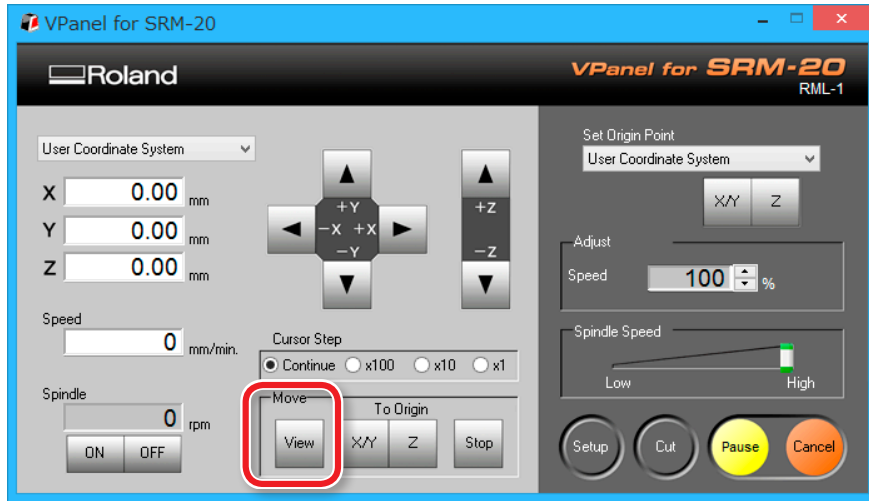 VPanel for SRM-20
Roland
VPanel for SRM-20
RML-1
User Coordinate System
X 0.00 mm
Y 0.00 mm
Z 0.00 mm
Speed
0 mm/min.
Spindle
0 rpm
ON OFF
+Y
-X +X
-Y
+Z
-Z
Cursor Step
Continue x100 x10 x1
Move
To Origin
View X/Y Z Stop
Set Origin Point
User Coordinate System
X/Y Z
Adjust
Speed 100 %
Spindle Speed
Low High
Setup Cut Pause Cancel